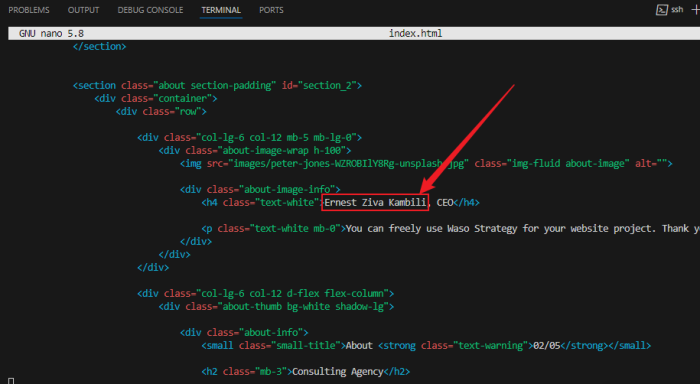 PROBLEMS OUTPUT DEBUG CONSOLE TERMINAL PORTS ssh
GNU nano 5.8 index.html
</section>
<section class="about section-padding" id="section_2">
<div class="container">
<div class="row">
<div class="col-lg-6 col-12 mb-5 mb-lg-0">
<div class="about-image-wrap h-100">
<img src="images/peter-jones-WZROBIlY8Rg-unsplash.jpg" class="img-fluid about-image" alt="">
<div class="about-image-info">
<h4 class="text-white">Ernest Ziva Kambili, CEO</h4>
<p class="text-white mb-0">You can freely use Waso Strategy for your website project. Thank yo
</div>
</div>
</div>
<div class="col-lg-6 col-12 d-flex flex-column">
<div class="about-thumb bg-white shadow-lg">
<div class="about-info">
<small class="small-title">About <strong class="text-warning">02/05</strong></small>
<h2 class="mb-3">Consulting Agency</h2>